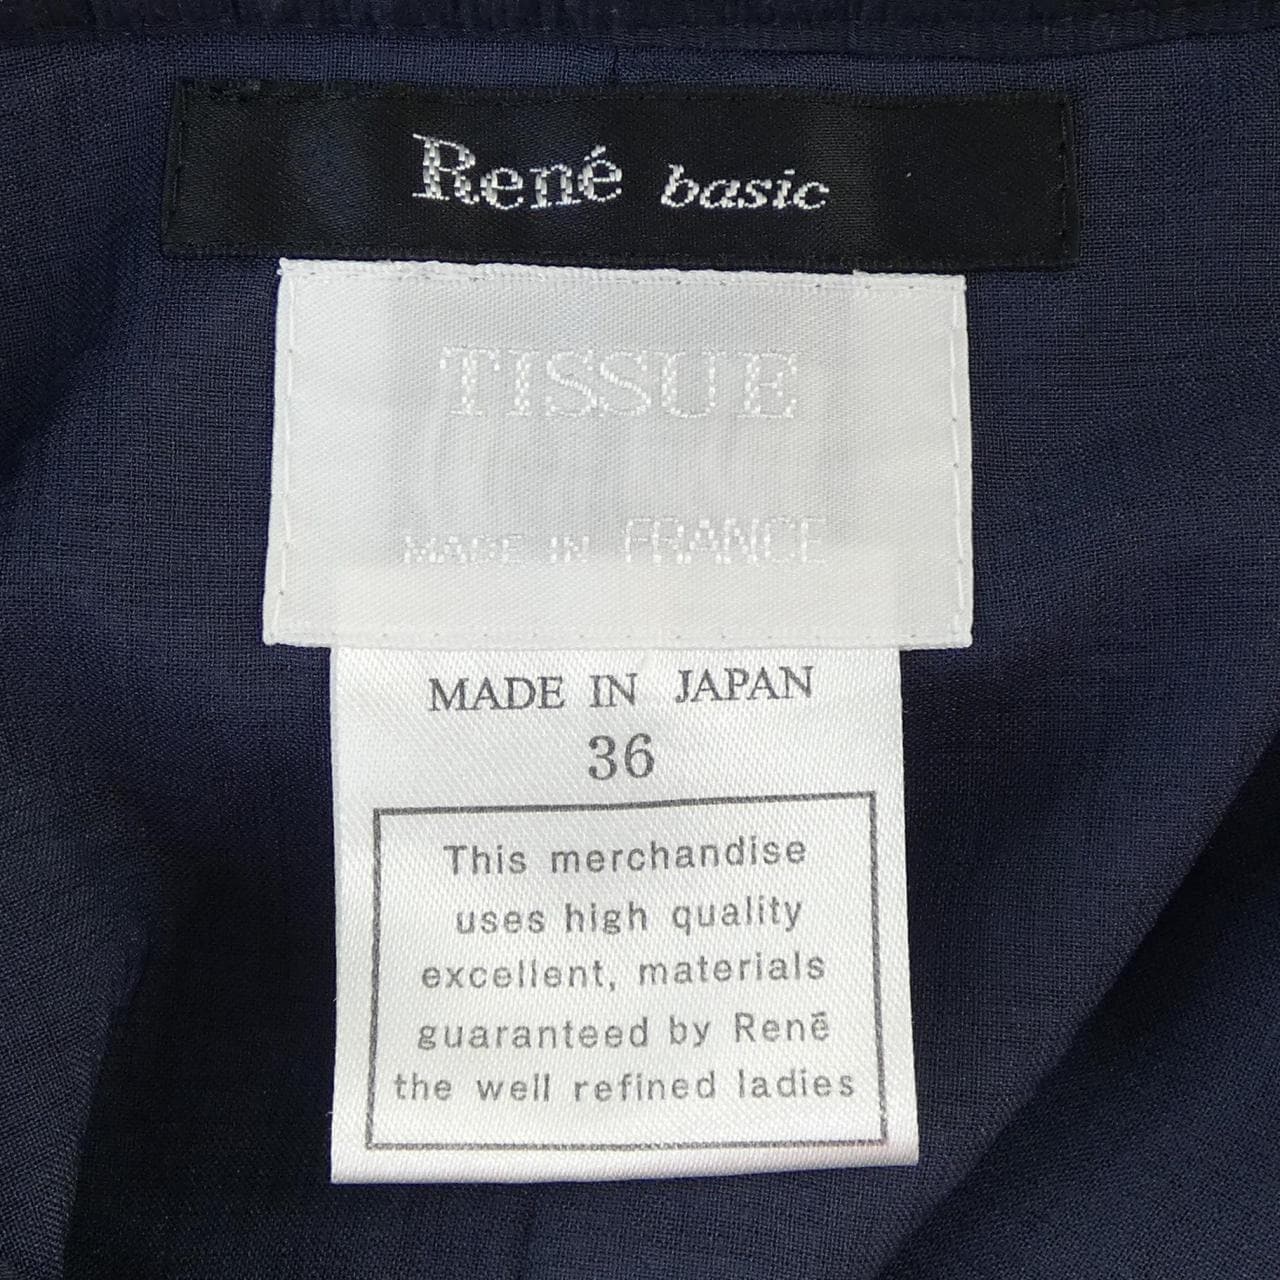 René basic
TISSUE
MADE IN FRANCE
MADE IN JAPAN
36
This merchandise
uses high quality
excellent, materials
guaranteed by René
the well refined ladies